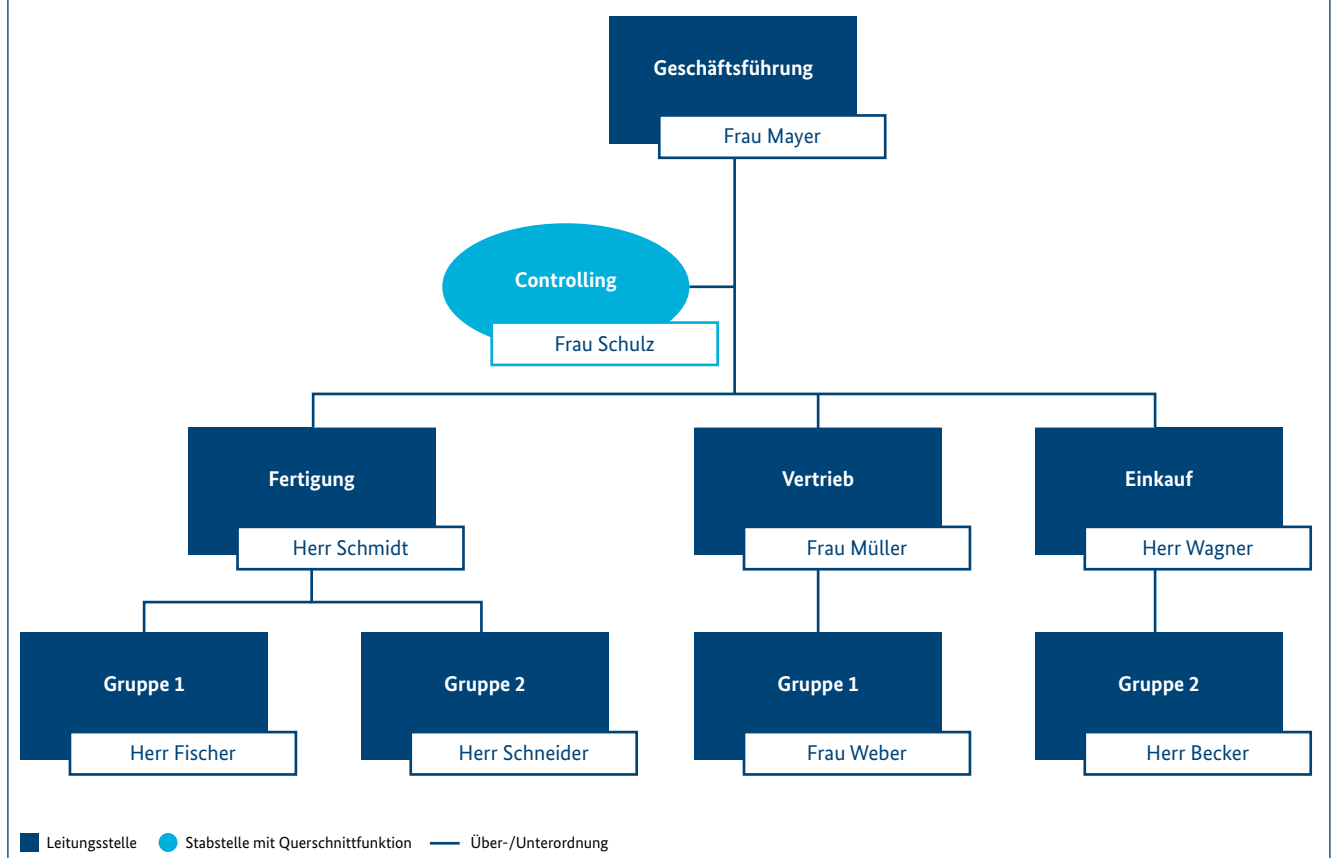 Geschäftsführung
Frau Mayer
Controlling
Frau Schulz
Fertigung
Herr Schmidt
Vertrieb
Frau Müller
Einkauf
Herr Wagner
Gruppe 1
Herr Fischer
Gruppe 2
Herr Schneider
Gruppe 1
Frau Weber
Gruppe 2
Herr Becker
Leitungsstelle Stabstelle mit Querschnittfunktion Über-/Unterordnung